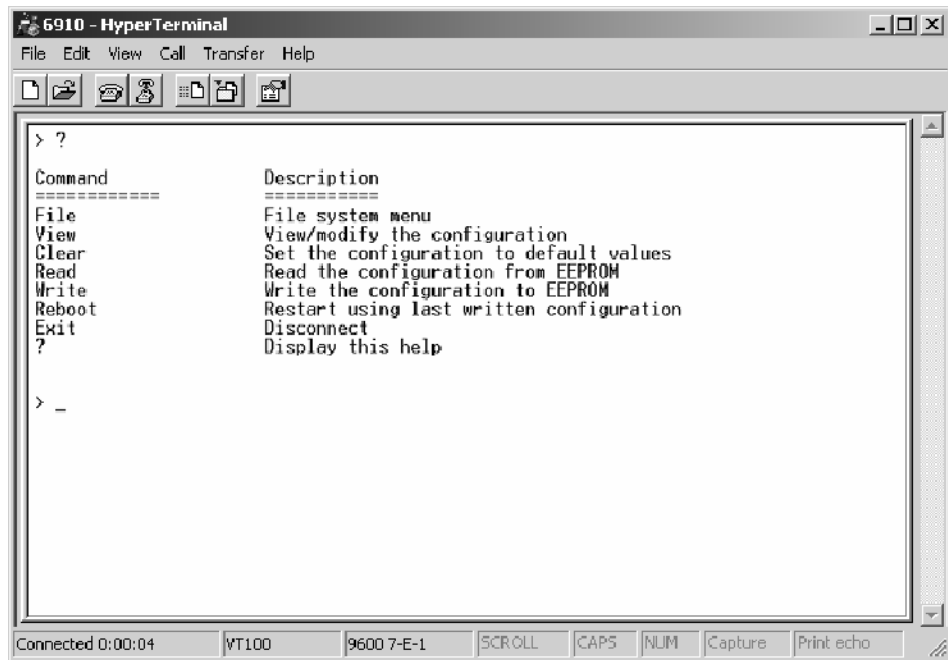 6910 - HyperTerminal
File Edit View Call Transfer Help
> ?
Command Description
============ ===========
File File system menu
View View/modify the configuration
Clear Set the configuration to default values
Read Read the configuration from EEPROM
Write Write the configuration to EEPROM
Reboot Restart using last written configuration
Exit Disconnect
? Display this help
> _
Connected 0:00:04 VT100 9600 7-E-1 SCROLL CAPS NUM Capture Print echo